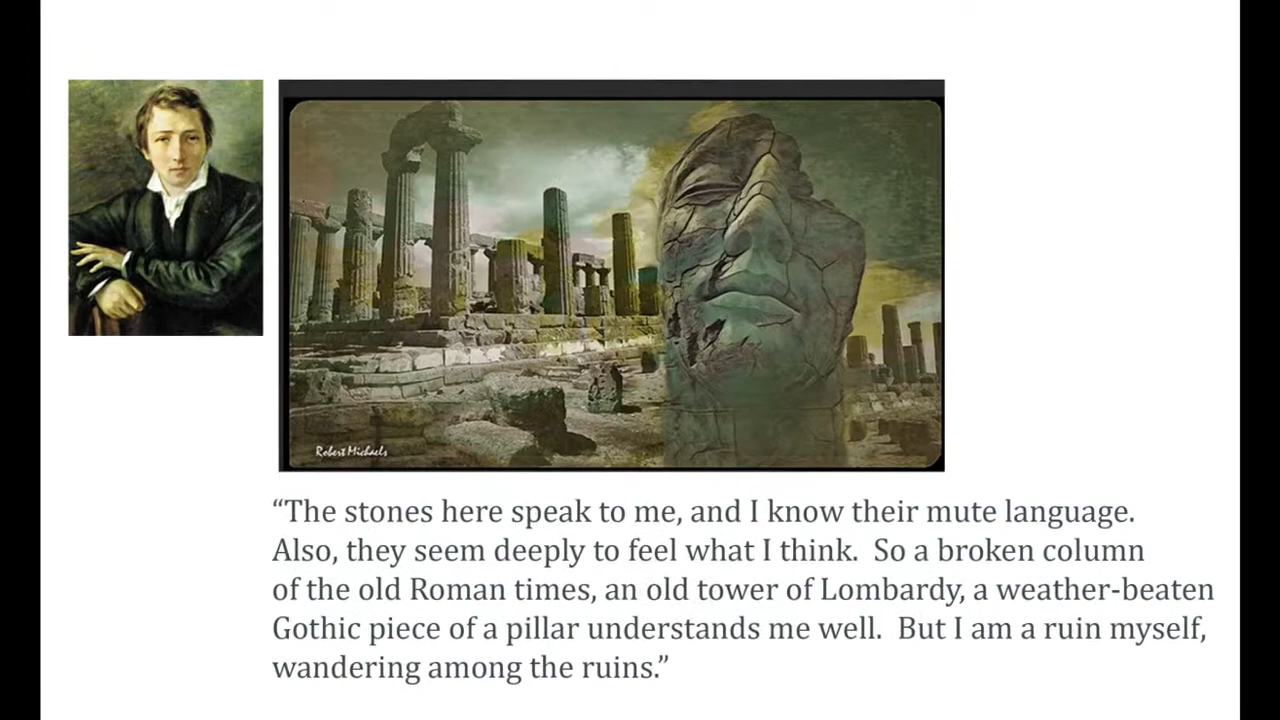 Robert Michaels
“The stones here speak to me, and I know their mute language.
Also, they seem deeply to feel what I think.  So a broken column
of the old Roman times, an old tower of Lombardy, a weather-beaten
Gothic piece of a pillar understands me well.  But I am a ruin myself,
wandering among the ruins.”